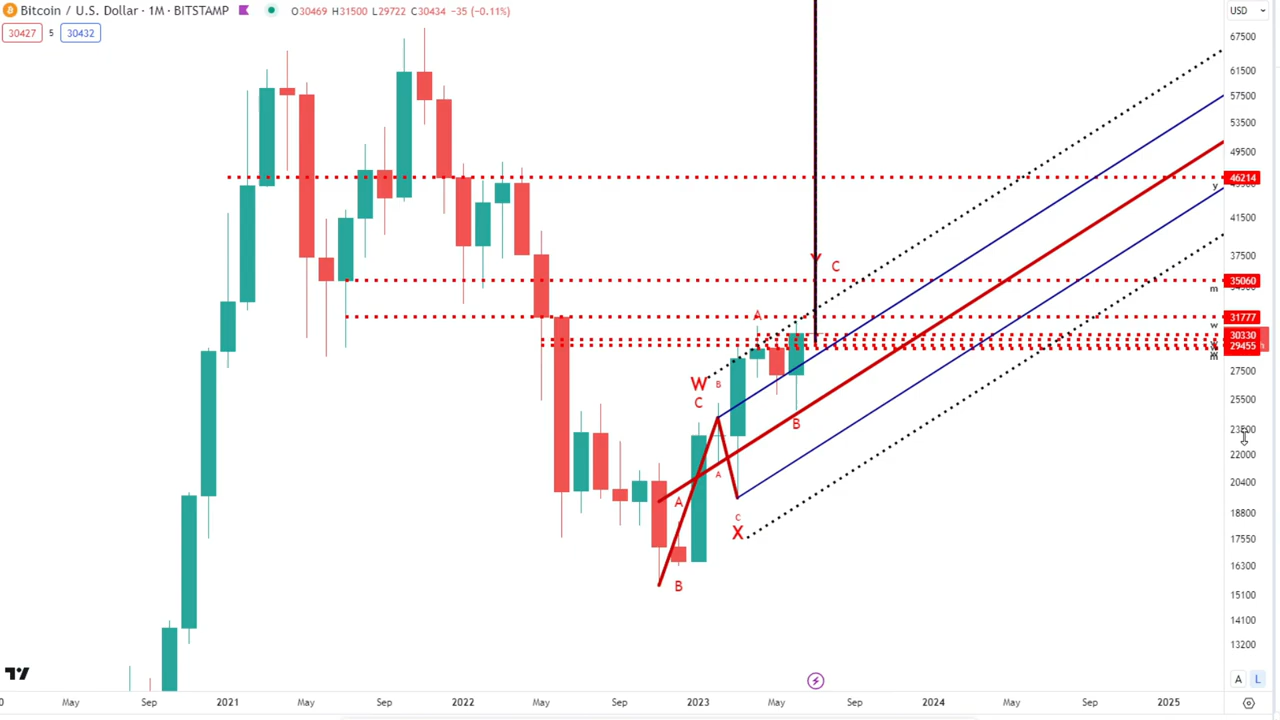 Bitcoin / U.S. Dollar · 1M · BITSTAMP
O30469 H31500 L29722 C30434 −35 (−0.11%)
USD
30427 5 30432
67500
61500
57500
53500
49500
46214
y
41500
37500
Y C
35060
m
A
31777
w
30330
29455
27500
W
B
C
25500
B
23500
22000
A
20400
A
18800
C
X
17550
16300
B
15100
14100
13200
A L
May Sep 2021 May Sep 2022 May Sep 2023 May Sep 2024 May Sep 2025